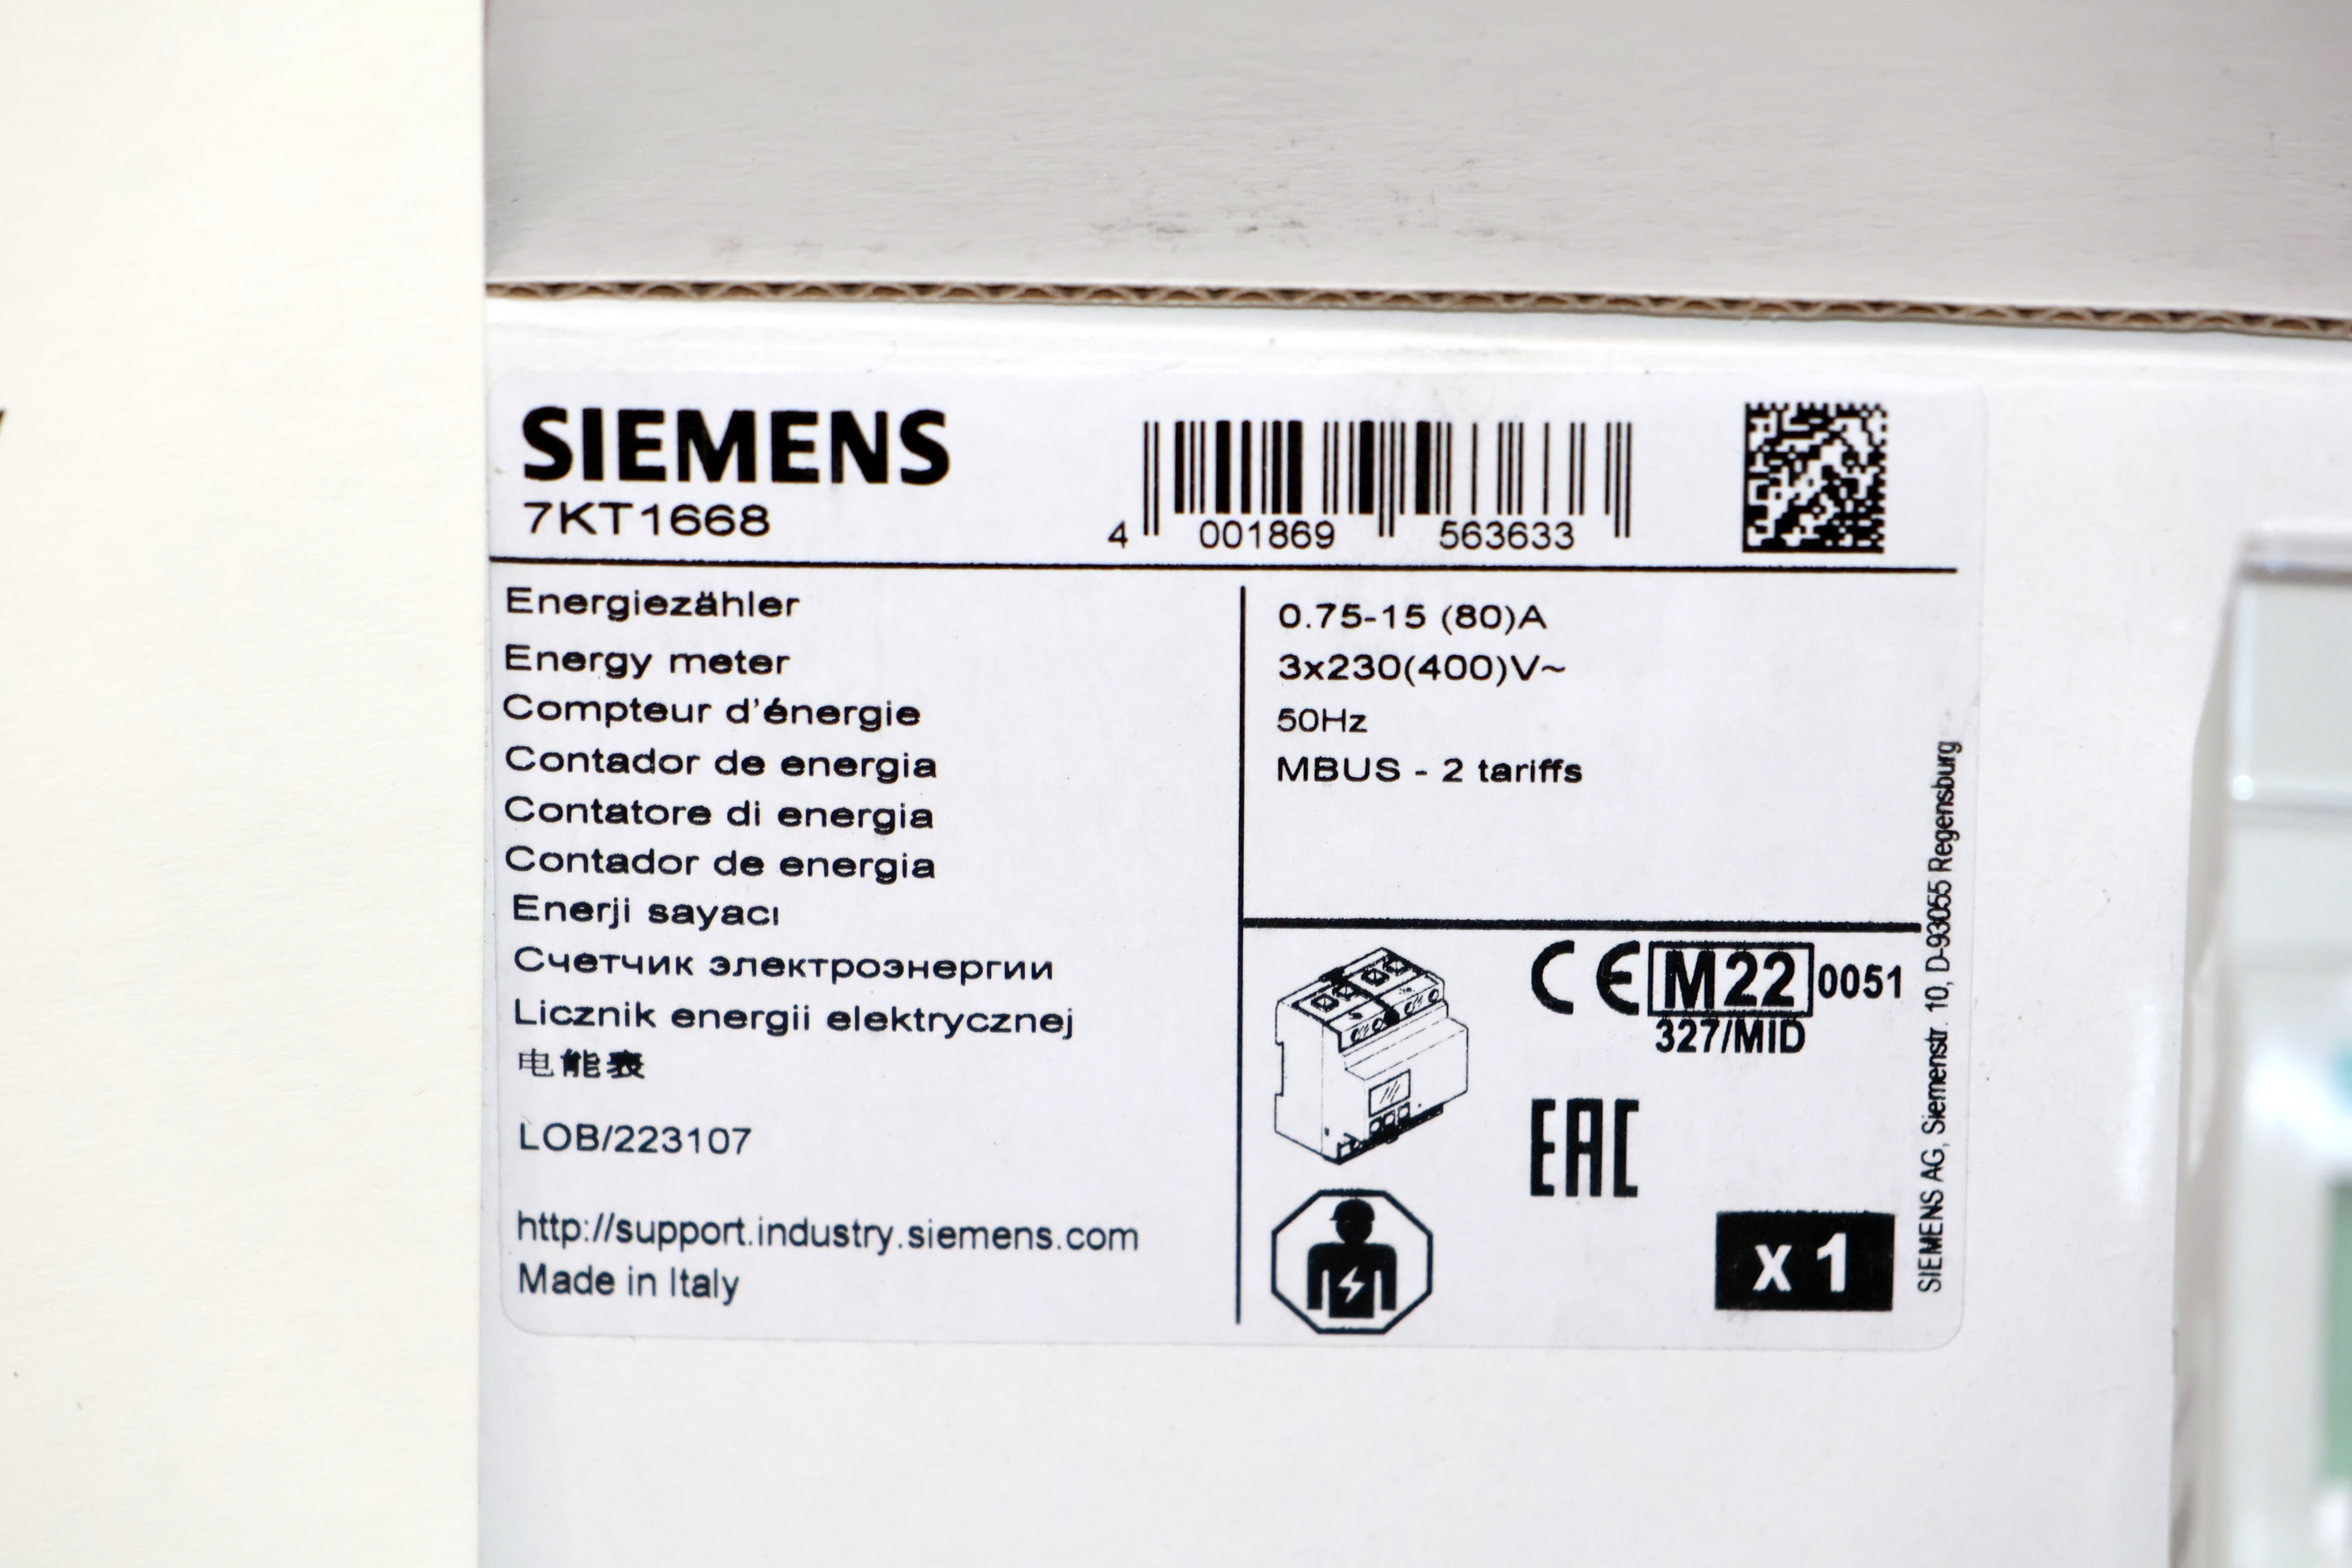 SIEMENS
7KT1668
4 001869 563633
Energiezähler
Energy meter
Compteur d'énergie
Contador de energia
Contatore di energia
Contador de energia
Enerji sayacı
Счетчик электроэнергии
Licznik energii elektrycznej
电能表
LOB/223107
http://support.industry.siemens.com
Made in Italy
0.75-15 (80)A
3x230(400)V~
50Hz
MBUS - 2 tariffs
CE M22 0051
327/MID
EAC
x 1
SIEMENS AG, Siemenstr. 10, D-93055 Regensburg